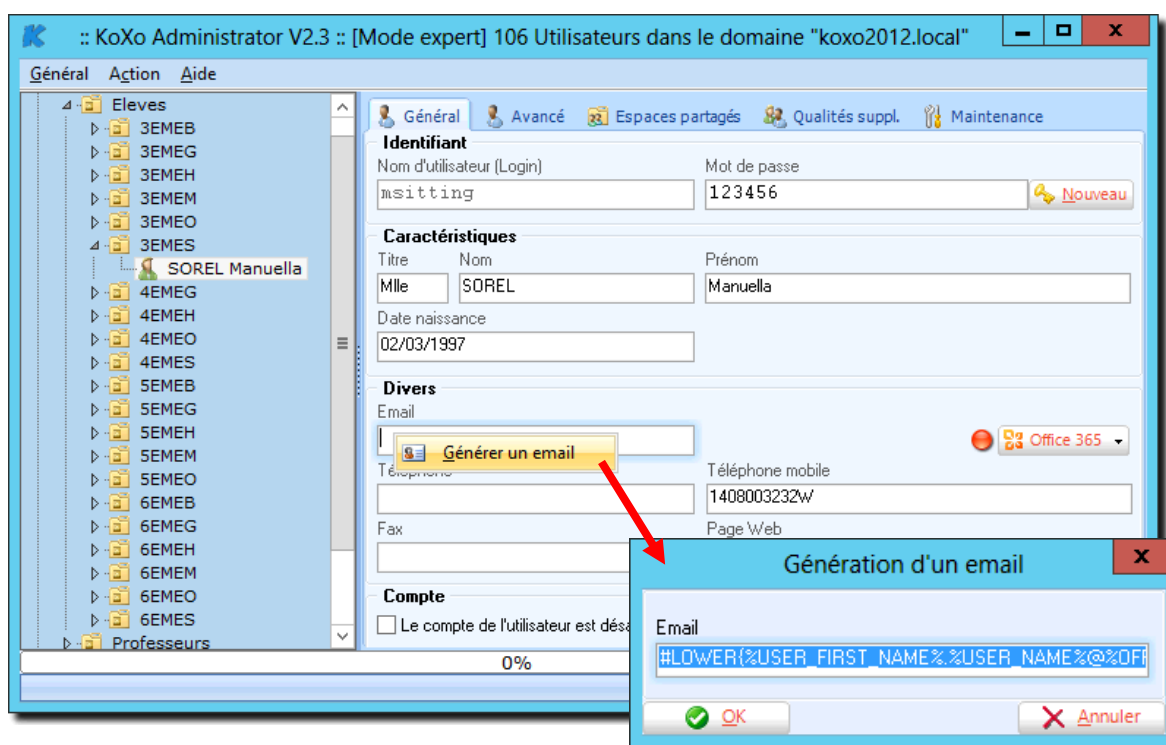 :: KoXo Administrator V2.3 :: [Mode expert] 106 Utilisateurs dans le domaine "koxo2012.local"
Général Action Aide
Eleves
3EMEB
3EMEG
3EMEH
3EMEM
3EMEO
3EMES
SOREL Manuella
4EMEG
4EMEH
4EMEO
4EMES
5EMEB
5EMEG
5EMEH
5EMEM
5EMEO
6EMEB
6EMEG
6EMEH
6EMEM
6EMEO
6EMES
Professeurs
Général Avancé Espaces partagés Qualités suppl. Maintenance
Identifiant
Nom d'utilisateur (Login) Mot de passe
msitting 123456 Nouveau
Caractéristiques
Titre Nom Prénom
Mlle SOREL Manuella
Date naissance
02/03/1997
Divers
Email
Générer un email Office 365
Téléphone Téléphone mobile
1408003232W
Fax Page Web
Compte
Le compte de l'utilisateur est désa
0%
Génération d'un email
Email
#LOWER{%USER_FIRST_NAME%.%USER_NAME%@%OFF
OK Annuler